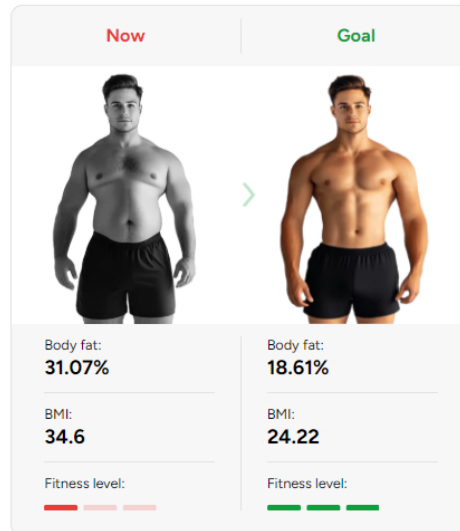 Now
Goal
Body fat:
31.07%
BMI:
34.6
Fitness level:
Body fat:
18.61%
BMI:
24.22
Fitness level: